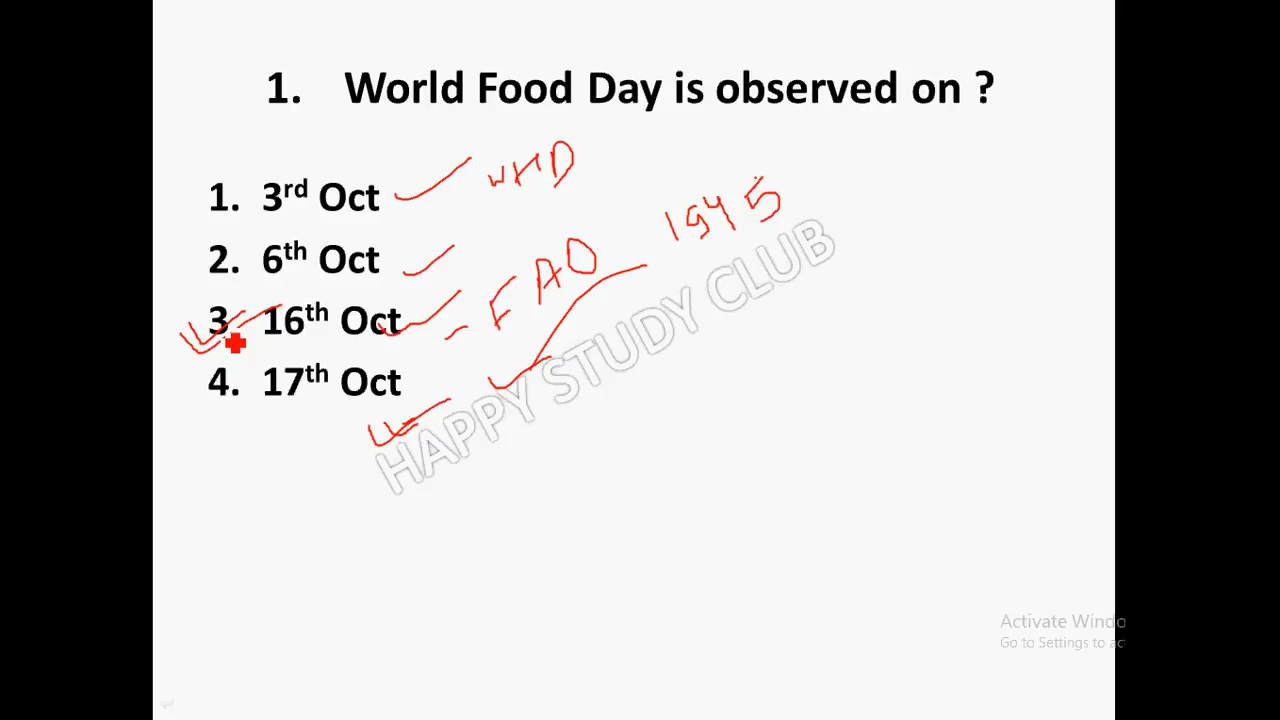 1. World Food Day is observed on ?
1. 3rd Oct WHD
2. 6th Oct
3. 16th Oct = FAO 1945
4. 17th Oct
HAPPY STUDY CLUB
Activate Windo
Go to Settings to ac